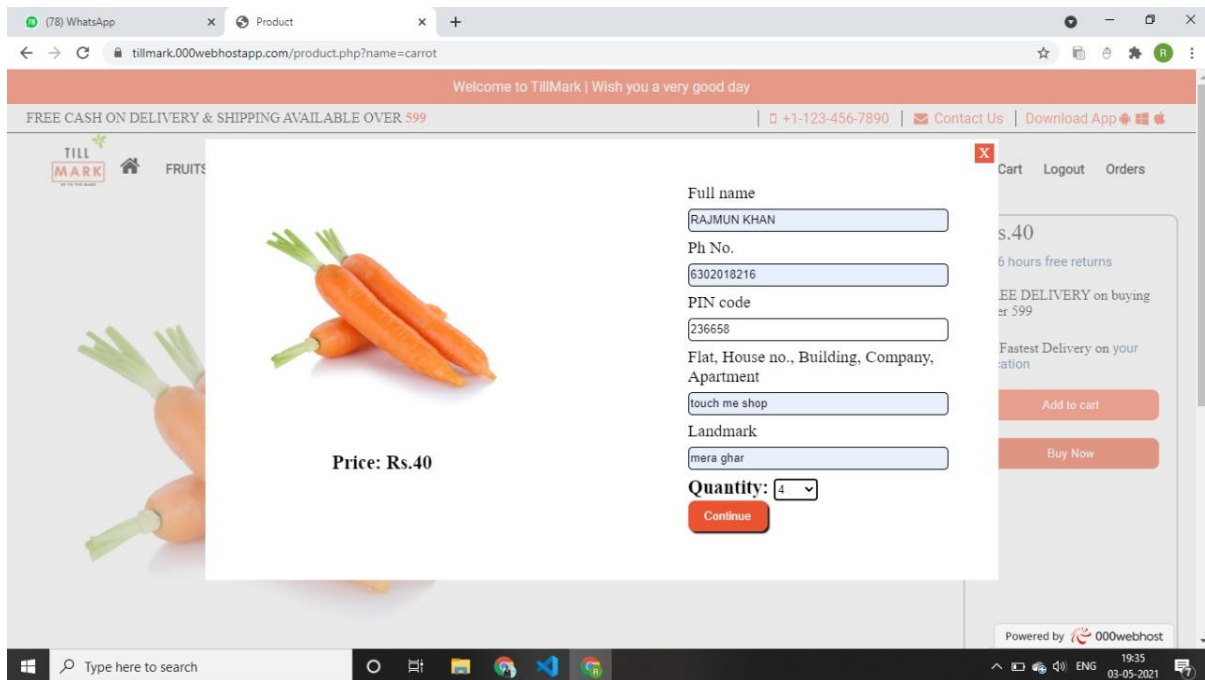 (78) WhatsApp
Product
tillmark.000webhostapp.com/product.php?name=carrot
R
Welcome to TillMark | Wish you a very good day
FREE CASH ON DELIVERY & SHIPPING AVAILABLE OVER 599
+1-123-456-7890 | Contact Us | Download App
TILL
MARK
FRUITS
Cart Logout Orders
X
Full name
RAJMUN KHAN
Ph No.
6302018216
PIN code
236658
Flat, House no., Building, Company,
Apartment
touch me shop
Landmark
mera ghar
Quantity: 4
Continue
Price: Rs.40
s.40
6 hours free returns
EE DELIVERY on buying
er 599
Fastest Delivery on your
cation
Add to cart
Buy Now
Powered by 000webhost
Type here to search
ENG
19:35
03-05-2021
7